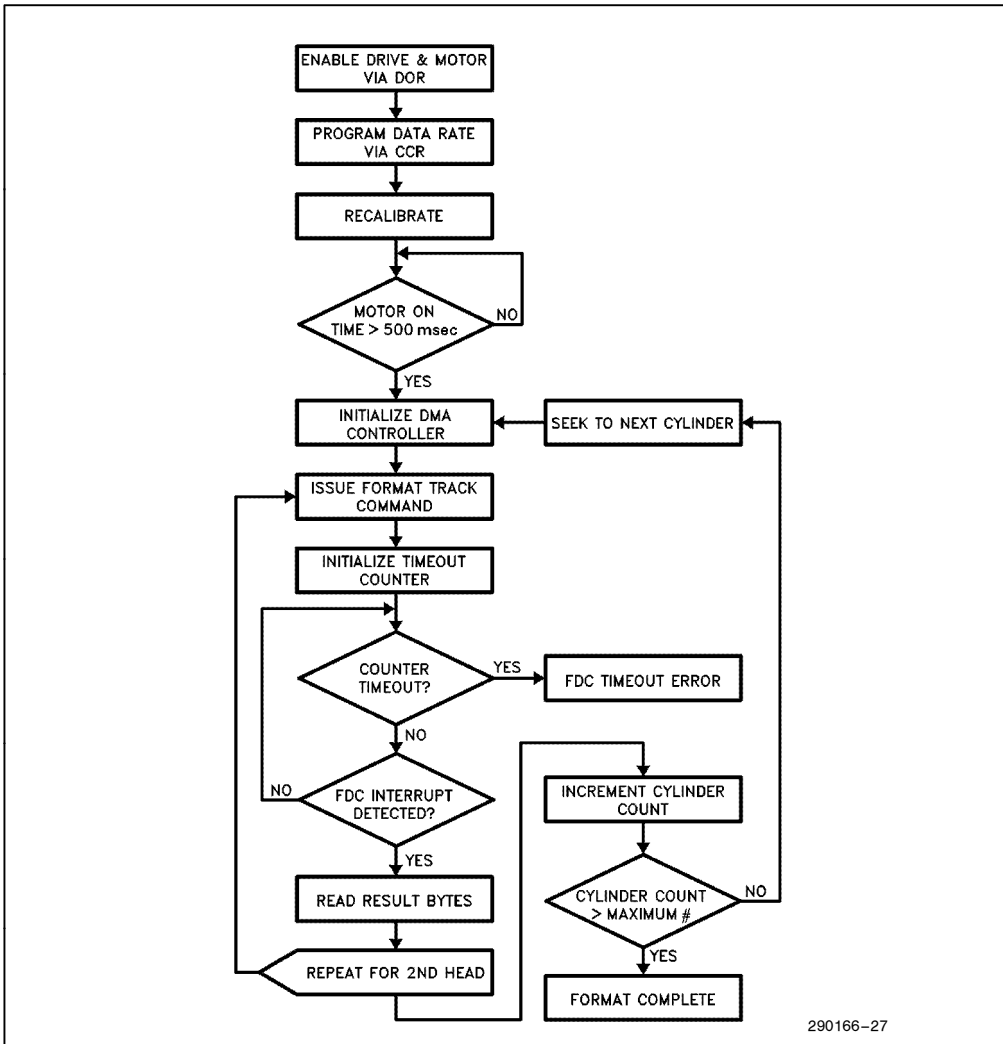 ENABLE DRIVE & MOTOR
VIA DOR
PROGRAM DATA RATE
VIA CCR
RECALIBRATE
MOTOR ON
TIME > 500 msec
NO
YES
INITIALIZE DMA
CONTROLLER
SEEK TO NEXT CYLINDER
ISSUE FORMAT TRACK
COMMAND
INITIALIZE TIMEOUT
COUNTER
COUNTER
TIMEOUT?
YES
FDC TIMEOUT ERROR
NO
FDC INTERRUPT
DETECTED?
NO
YES
INCREMENT CYLINDER
COUNT
READ RESULT BYTES
CYLINDER COUNT
> MAXIMUM #
NO
YES
REPEAT FOR 2ND HEAD
FORMAT COMPLETE
290166-27